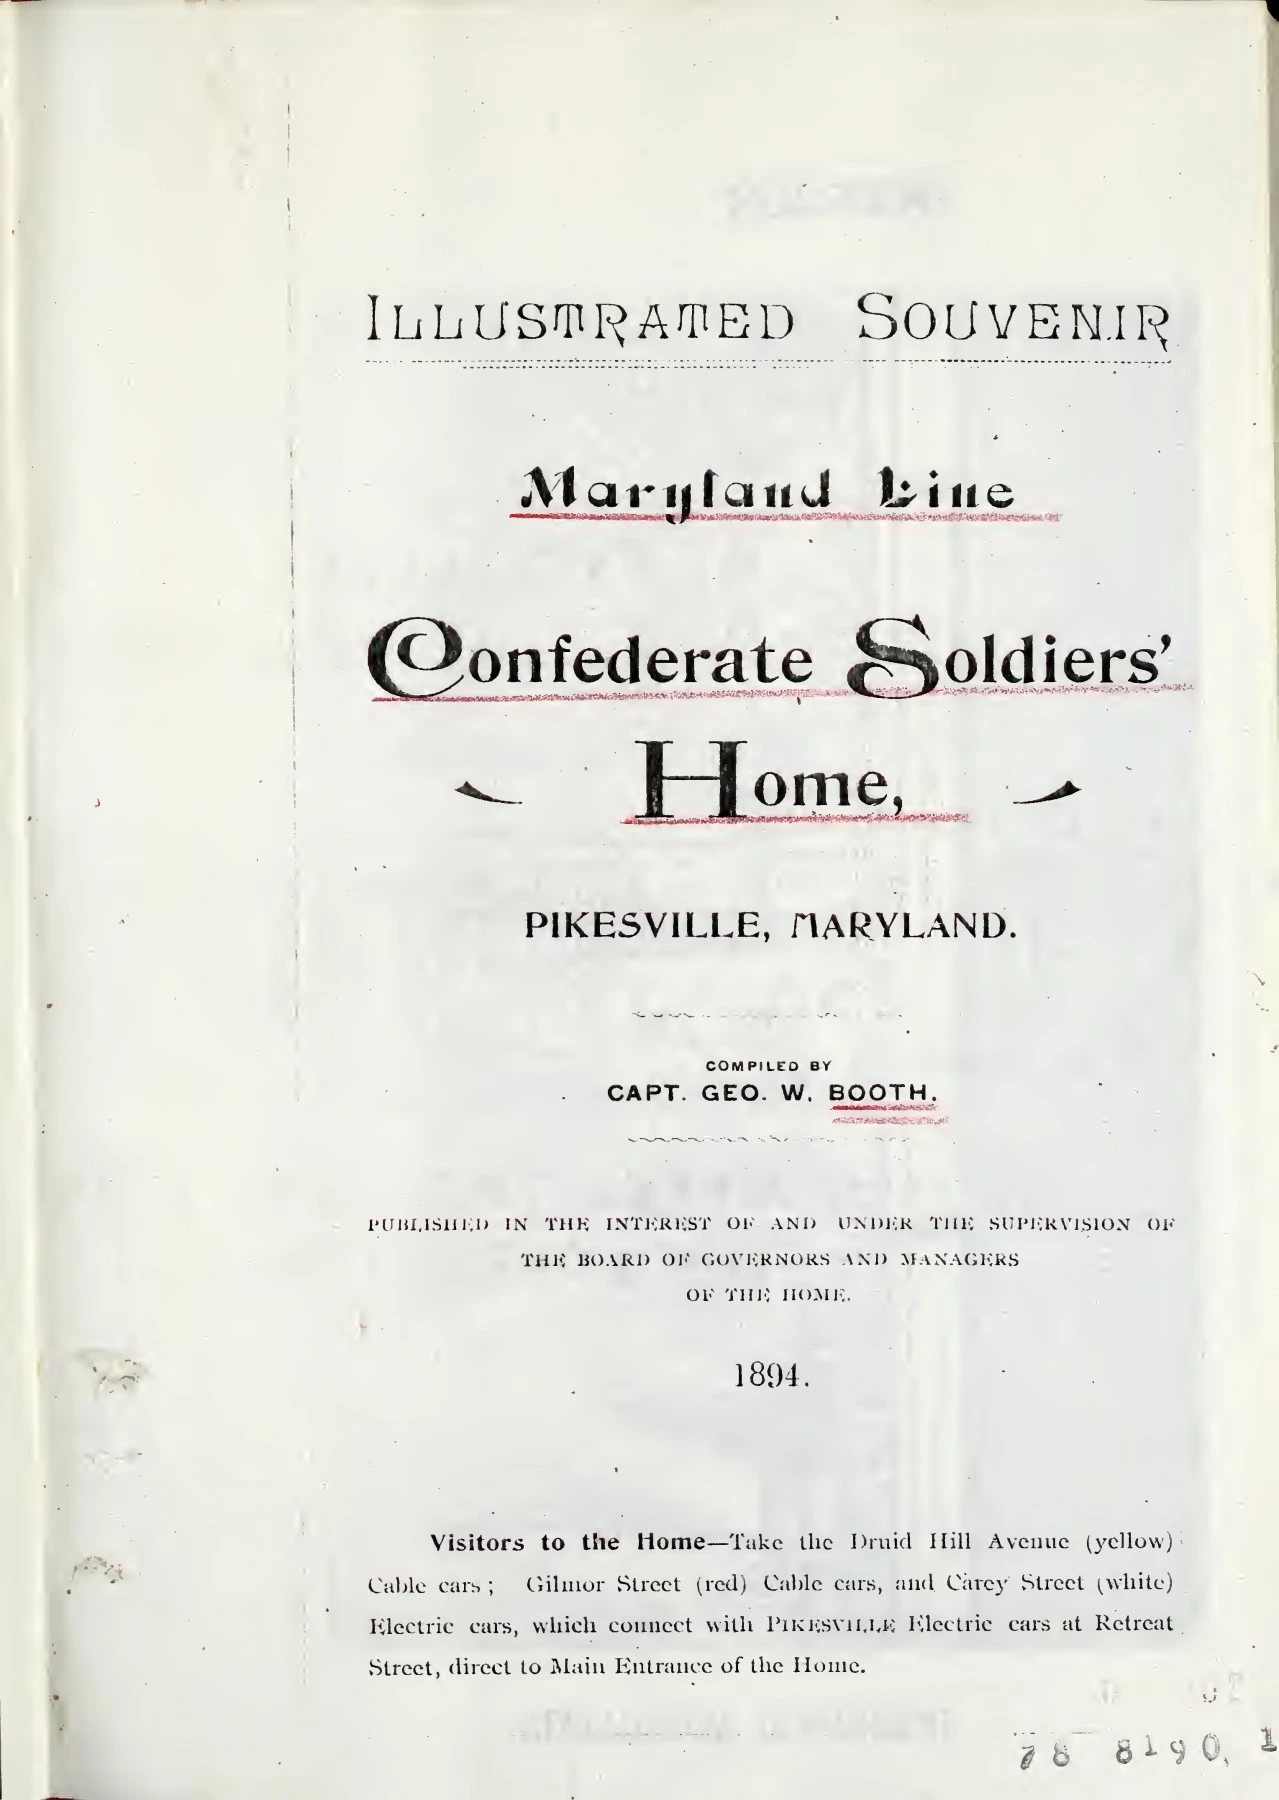 ILLUSTRATED SOUVENIR
Maryland Line
Confederate Soldiers'
Home,
PIKESVILLE, MARYLAND.
COMPILED BY
CAPT. GEO. W. BOOTH.
PUBLISHED IN THE INTEREST OF AND UNDER THE SUPERVISION OF
THE BOARD OF GOVERNORS AND MANAGERS
OF THE HOME.
1894.
Visitors to the Home—Take the Druid Hill Avenue (yellow)
Cable cars; Gilmor Street (red) Cable cars, and Carey Street (white)
Electric cars, which connect with PIKESVILLE Electric cars at Retreat
Street, direct to Main Entrance of the Home.
78 8190, 1